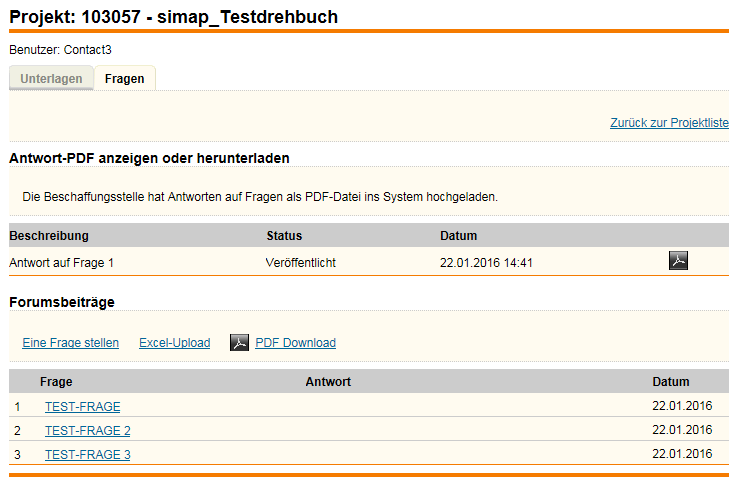 Projekt: 103057 - simap_Testdrehbuch
Benutzer: Contact3
Unterlagen Fragen
Zurück zur Projektliste
Antwort-PDF anzeigen oder herunterladen
Die Beschaffungsstelle hat Antworten auf Fragen als PDF-Datei ins System hochgeladen.
Beschreibung Status Datum
Antwort auf Frage 1 Veröffentlicht 22.01.2016 14:41
Forumsbeiträge
Eine Frage stellen Excel-Upload PDF Download
Frage Antwort Datum
1 TEST-FRAGE 22.01.2016
2 TEST-FRAGE 2 22.01.2016
3 TEST-FRAGE 3 22.01.2016